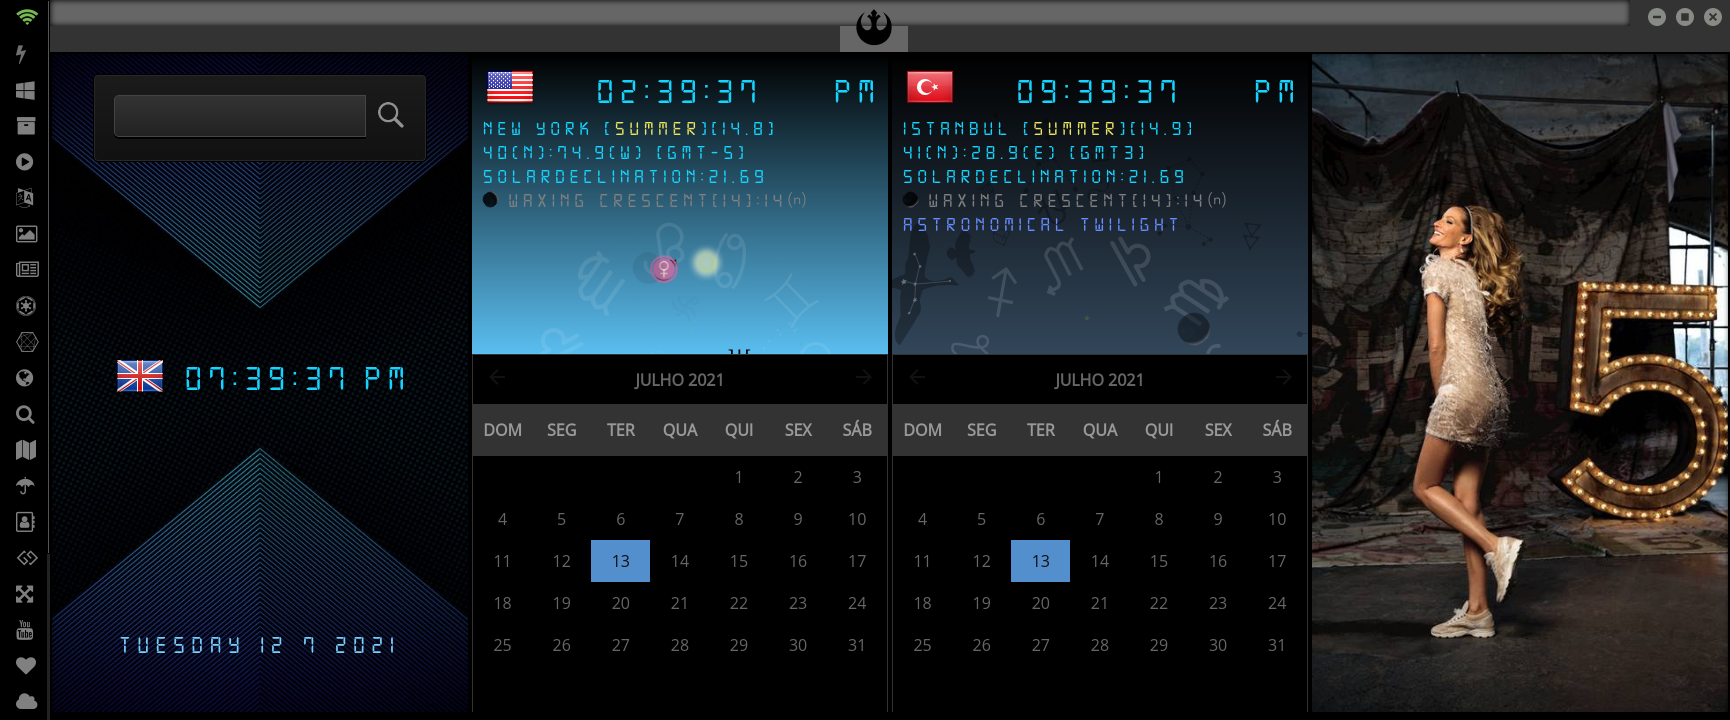 02:39:37 PM
NEW YORK [SUMMER][14.8]
40(N):74.9(W) [GMT-5]
SOLARDECLINATION:21.69
WAXING CRESCENT[14]:14(n)
09:39:37 PM
ISTANBUL [SUMMER][14.9]
41(N):28.9(E) [GMT3]
SOLARDECLINATION:21.69
WAXING CRESCENT[14]:14(n)
ASTRONOMICAL TWILIGHT
07:39:37 PM
TUESDAY 12 7 2021
JULHO 2021
DOM SEG TER QUA QUI SEX SÁB
1 2 3
4 5 6 7 8 9 10
11 12 13 14 15 16 17
18 19 20 21 22 23 24
25 26 27 28 29 30 31
JULHO 2021
DOM SEG TER QUA QUI SEX SÁB
1 2 3
4 5 6 7 8 9 10
11 12 13 14 15 16 17
18 19 20 21 22 23 24
25 26 27 28 29 30 31
You
Tube
5